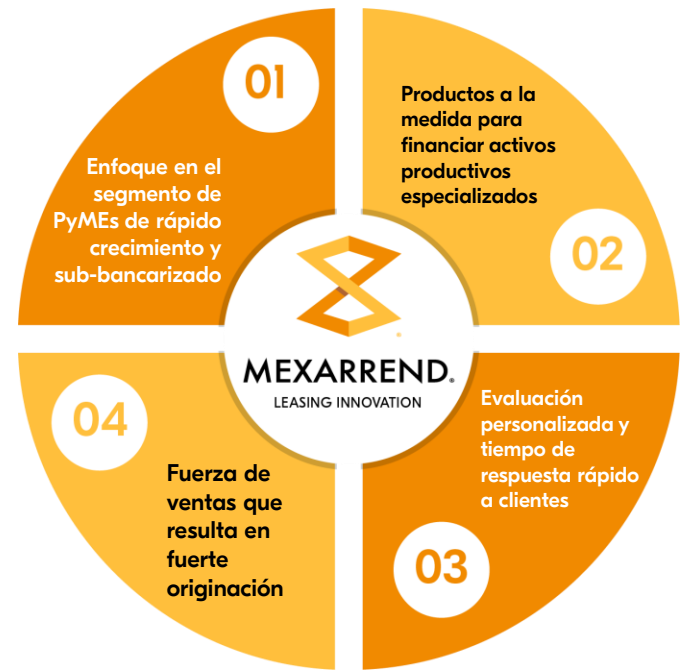 01
Enfoque en el
segmento de
PyMEs de rápido
crecimiento y
sub-bancarizado
Productos a la
medida para
financiar activos
productivos
especializados
02
MEXARREND®
LEASING INNOVATION
Evaluación
personalizada y
tiempo de
respuesta rápido
a clientes
03
04
Fuerza de
ventas que
resulta en
fuerte
originación